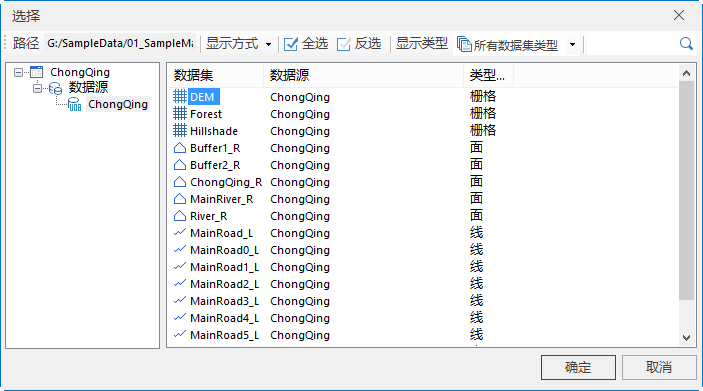 选择
路径 G:/SampleData/01_SampleMa 显示方式 全选 反选 显示类型 所有数据集类型
ChongQing
数据源
ChongQing
数据集 数据源 类型...
DEM ChongQing 栅格
Forest ChongQing 栅格
Hillshade ChongQing 栅格
Buffer1_R ChongQing 面
Buffer2_R ChongQing 面
ChongQing_R ChongQing 面
MainRiver_R ChongQing 面
River_R ChongQing 面
MainRoad_L ChongQing 线
MainRoad0_L ChongQing 线
MainRoad1_L ChongQing 线
MainRoad2_L ChongQing 线
MainRoad3_L ChongQing 线
MainRoad4_L ChongQing 线
MainRoad5_L ChongQing 线
确定 取消